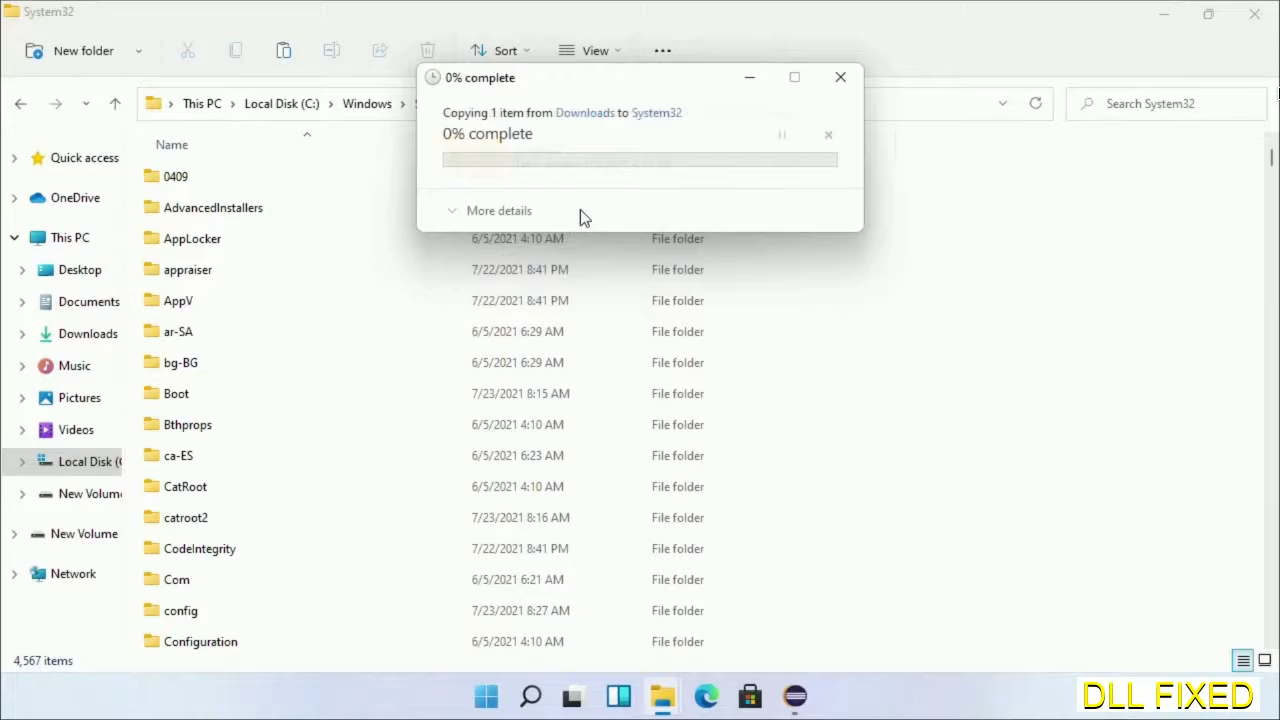 System32
New folder
Sort
View
This PC
Local Disk (C:)
Windows
Search System32
0% complete
Copying 1 item from Downloads to System32
0% complete
More details
Quick access
OneDrive
This PC
Desktop
Documents
Downloads
Music
Pictures
Videos
Local Disk (
New Volum
New Volume
Network
Name
0409
AdvancedInstallers
AppLocker 6/5/2021 4:10 AM File folder
appraiser 7/22/2021 8:41 PM File folder
AppV 7/22/2021 8:41 PM File folder
ar-SA 6/5/2021 6:29 AM File folder
bg-BG 6/5/2021 6:29 AM File folder
Boot 7/23/2021 8:15 AM File folder
Bthprops 6/5/2021 4:10 AM File folder
ca-ES 6/5/2021 6:23 AM File folder
CatRoot 6/5/2021 4:10 AM File folder
catroot2 7/23/2021 8:16 AM File folder
CodeIntegrity 7/22/2021 8:41 PM File folder
Com 6/5/2021 6:21 AM File folder
config 7/23/2021 8:27 AM File folder
Configuration 6/5/2021 4:10 AM File folder
4,567 items
DLL FIXED